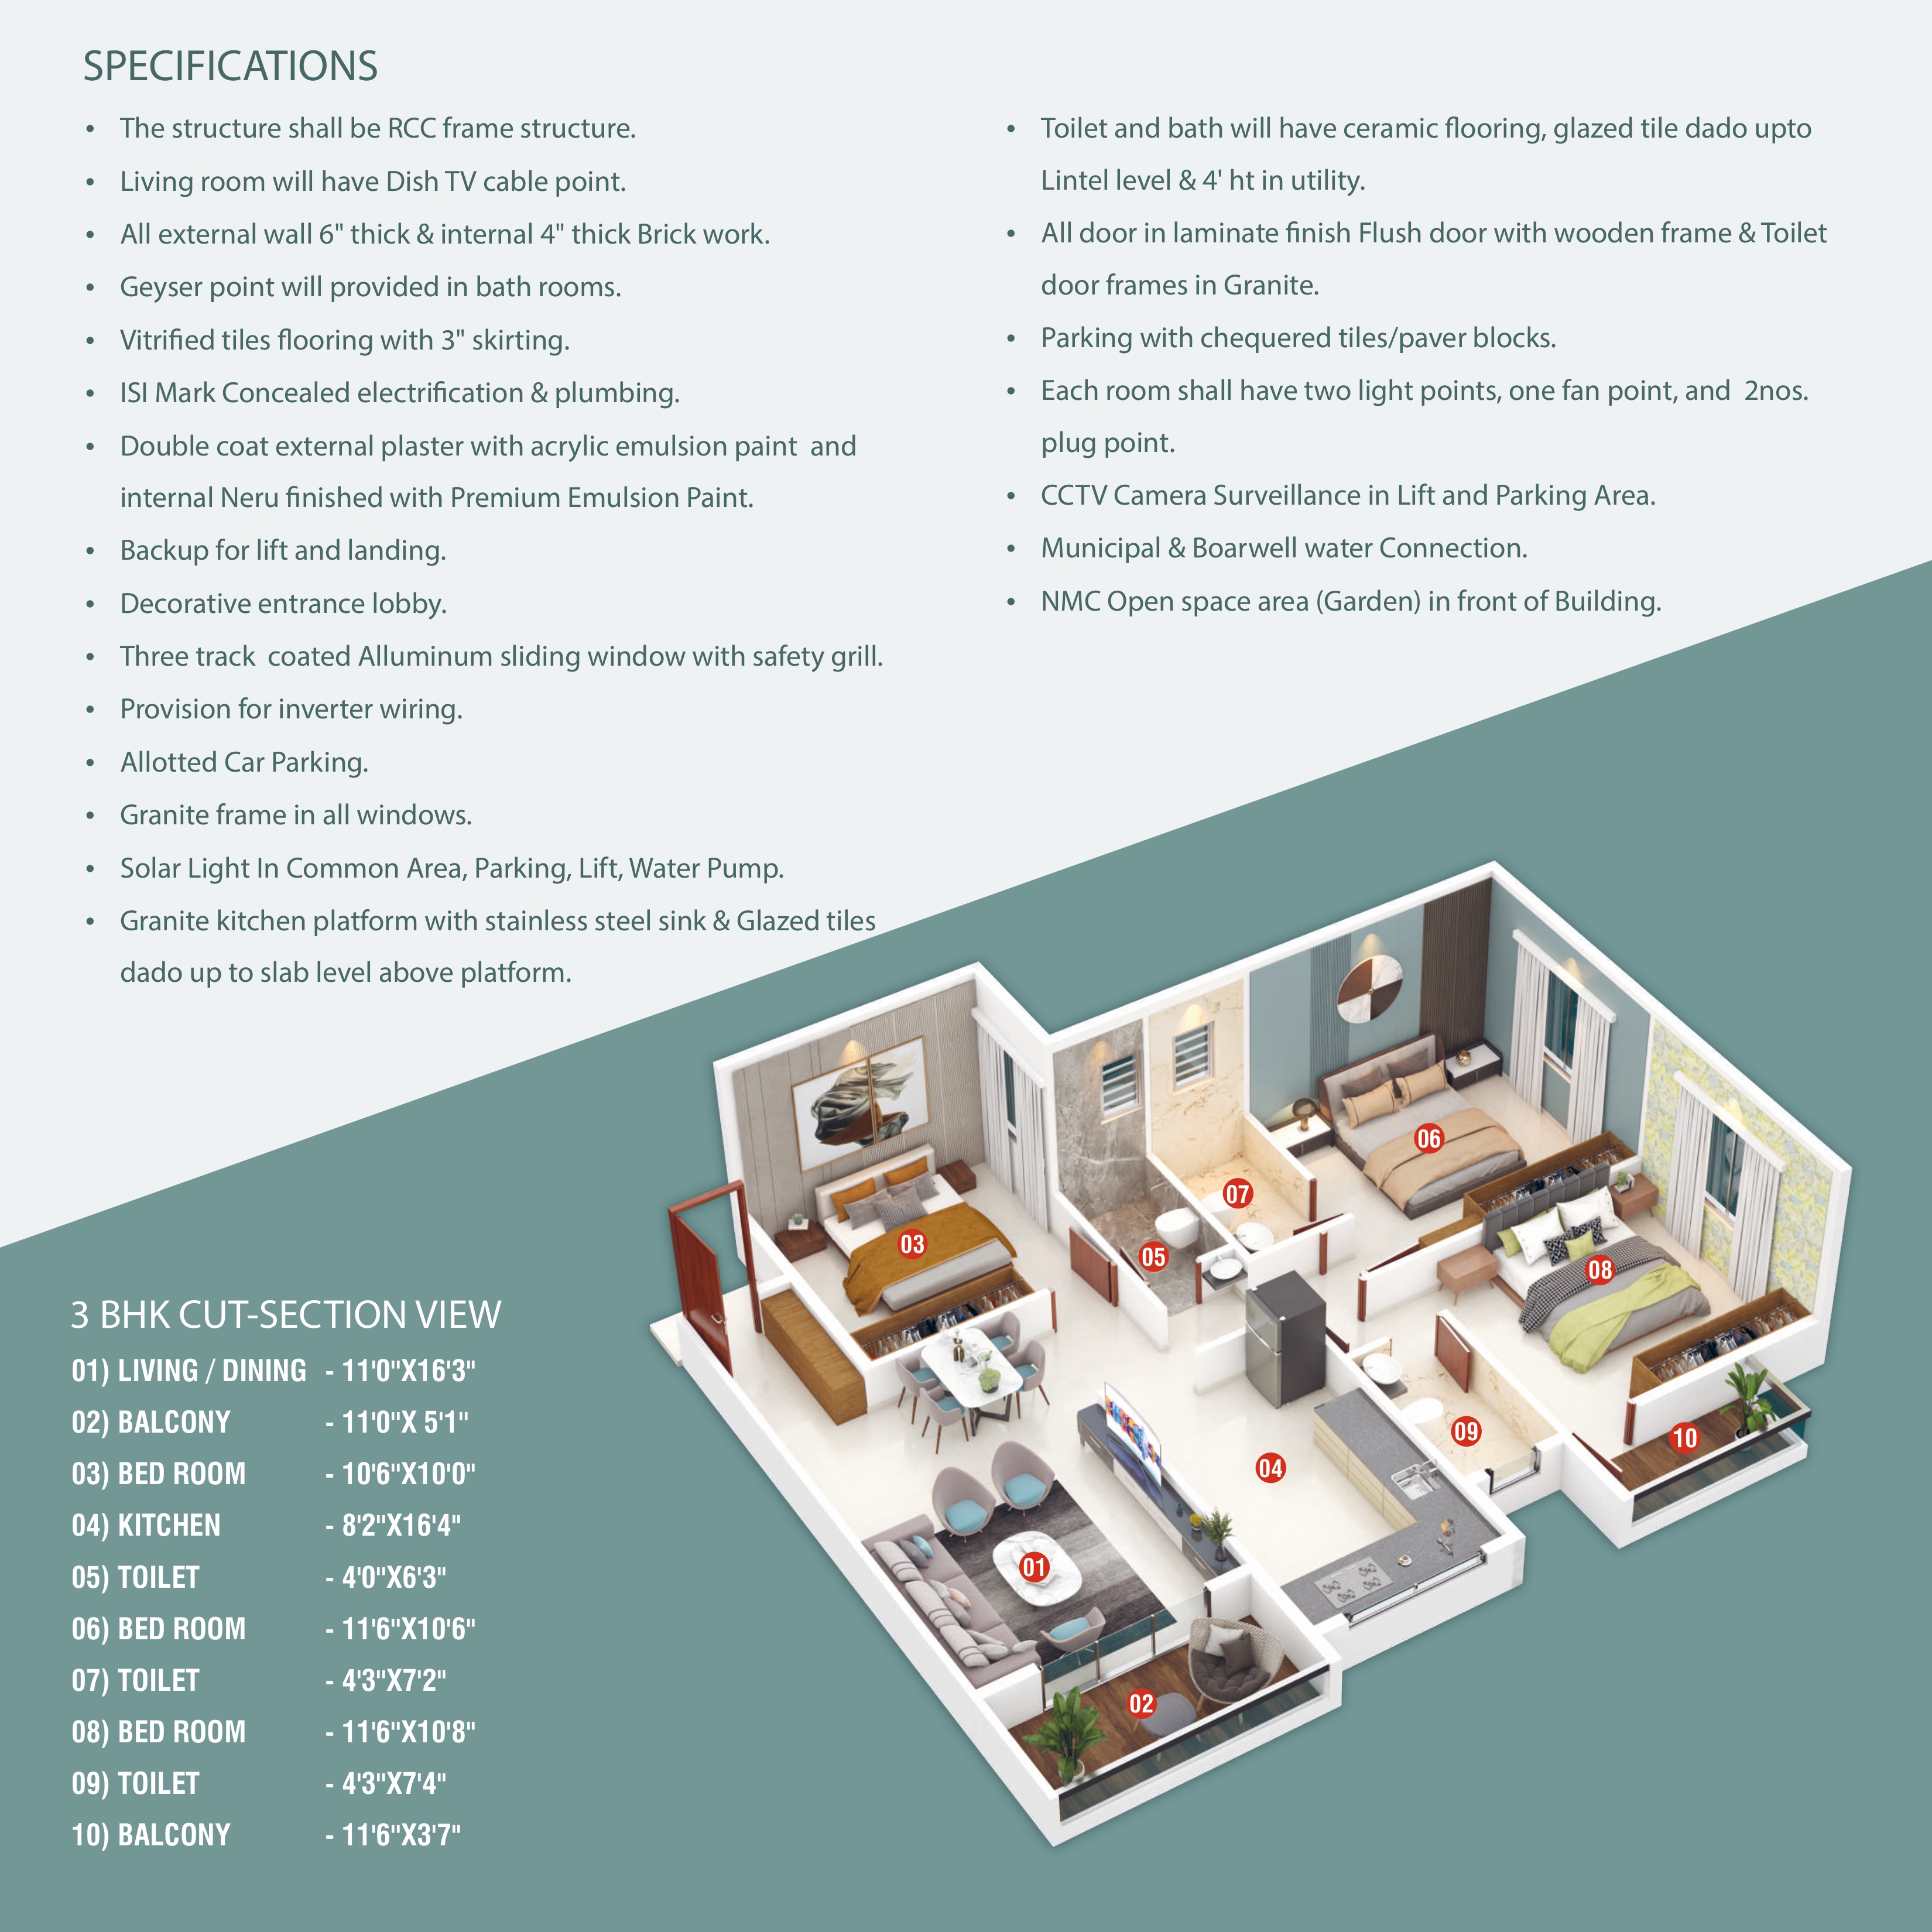 SPECIFICATIONS
• The structure shall be RCC frame structure.
• Living room will have Dish TV cable point.
• All external wall 6" thick & internal 4" thick Brick work.
• Geyser point will provided in bath rooms.
• Vitrified tiles flooring with 3" skirting.
• ISI Mark Concealed electrification & plumbing.
• Double coat external plaster with acrylic emulsion paint and
internal Neru finished with Premium Emulsion Paint.
• Backup for lift and landing.
• Decorative entrance lobby.
• Three track coated Alluminum sliding window with safety grill.
• Provision for inverter wiring.
• Allotted Car Parking.
• Granite frame in all windows.
• Solar Light In Common Area, Parking, Lift, Water Pump.
• Granite kitchen platform with stainless steel sink & Glazed tiles
dado up to slab level above platform.
• Toilet and bath will have ceramic flooring, glazed tile dado upto
Lintel level & 4' ht in utility.
• All door in laminate finish Flush door with wooden frame & Toilet
door frames in Granite.
• Parking with chequered tiles/paver blocks.
• Each room shall have two light points, one fan point, and 2nos.
plug point.
• CCTV Camera Surveillance in Lift and Parking Area.
• Municipal & Boarwell water Connection.
• NMC Open space area (Garden) in front of Building.
3 BHK CUT-SECTION VIEW
01) LIVING / DINING - 11'0"X16'3"
02) BALCONY - 11'0"X 5'1"
03) BED ROOM - 10'6"X10'0"
04) KITCHEN - 8'2"X16'4"
05) TOILET - 4'0"X6'3"
06) BED ROOM - 11'6"X10'6"
07) TOILET - 4'3"X7'2"
08) BED ROOM - 11'6"X10'8"
09) TOILET - 4'3"X7'4"
10) BALCONY - 11'6"X3'7"
06
07
03
05
08
09
10
04
01
02